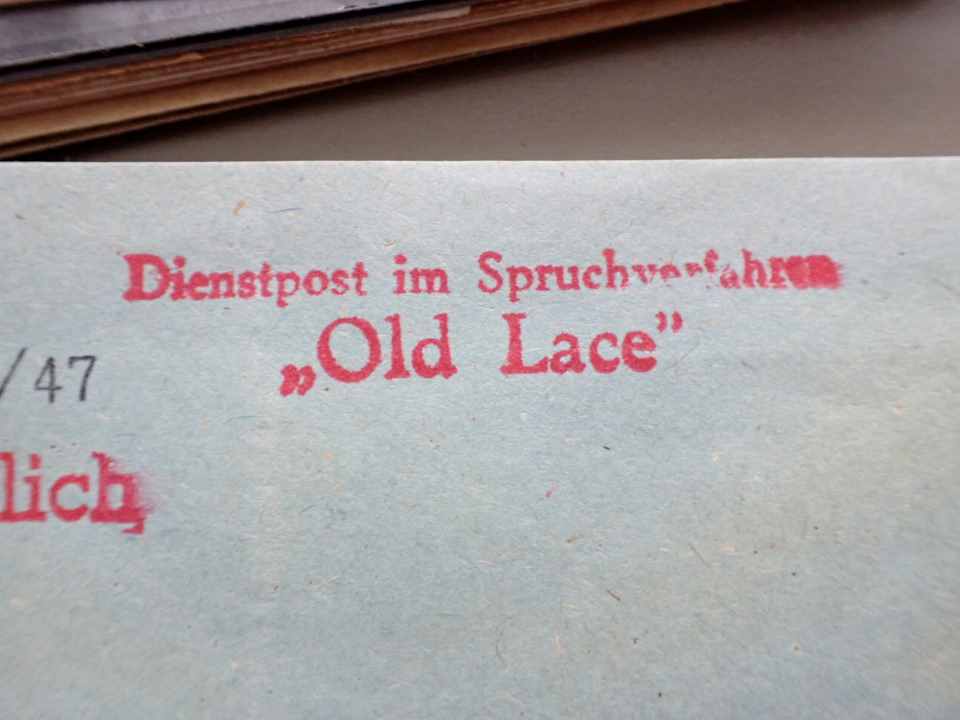 Dienstpost im Spruchverfahren
„Old Lace”
/47
lich